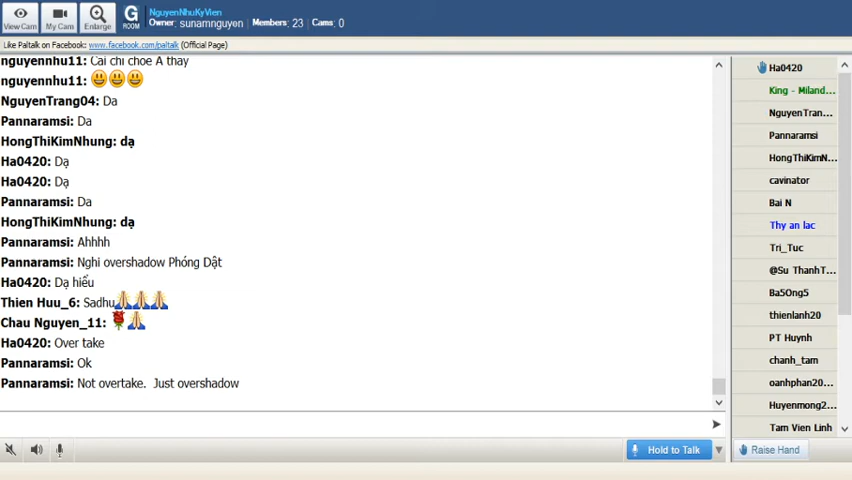 NguyenNhuKyVien
Owner: sunamnguyen Members: 23 Cams: 0
View Cam
My Cam
Enlarge
G
ROOM
Like Paltalk on Facebook: www.facebook.com/paltalk (Official Page)
nguyennhu11: Cai chi choe A thay
nguyennhu11:
NguyenTrang04: Da
Pannaramsi: Da
HongThiKimNhung: dạ
Ha0420: Dạ
Ha0420: Dạ
Pannaramsi: Da
HongThiKimNhung: dạ
Pannaramsi: Ahhhh
Pannaramsi: Nghi overshadow Phóng Dật
Ha0420: Dạ hiểu
Thien Huu_6: Sadhu
Chau Nguyen_11:
Ha0420: Over take
Pannaramsi: Ok
Pannaramsi: Not overtake. Just overshadow
Ha0420
King - Miland...
NguyenTran...
Pannaramsi
HongThiKimN...
cavinator
Bai N
Thy an lac
Tri_Tuc
@Su ThanhT...
Ba5Ong5
thienlanh20
PT Huynh
chanh_tam
oanhphan20...
Huyenmong2...
Tam Vien Linh
Hold to Talk
Raise Hand